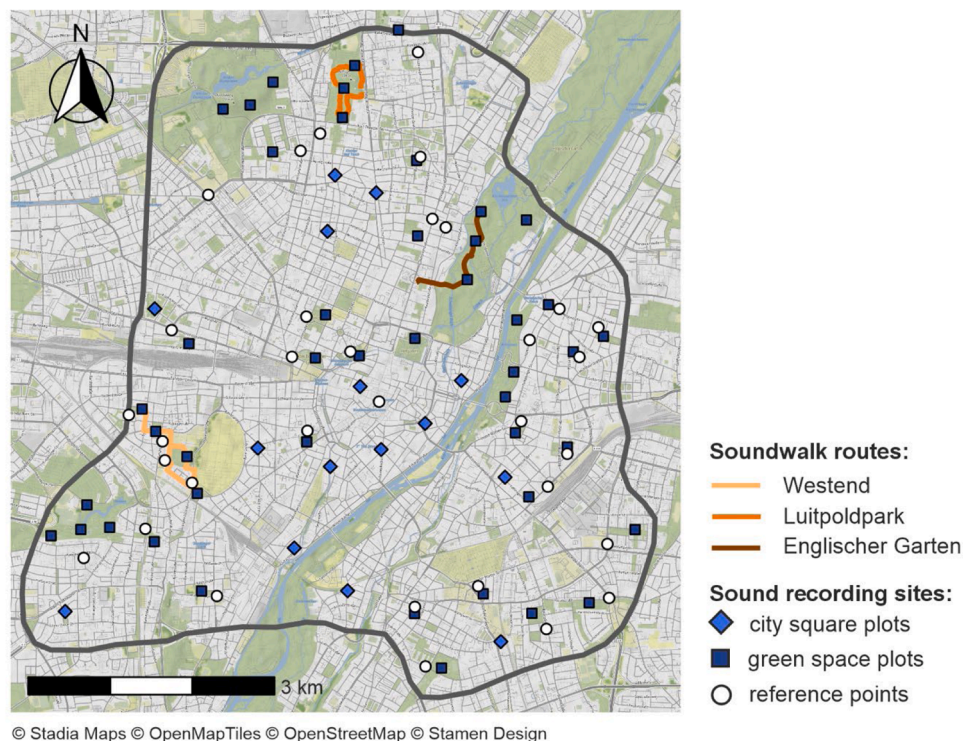 N
3 km
Soundwalk routes:
Westend
Luitpoldpark
Englischer Garten
Sound recording sites:
city square plots
green space plots
reference points
© Stadia Maps © OpenMapTiles © OpenStreetMap © Stamen Design